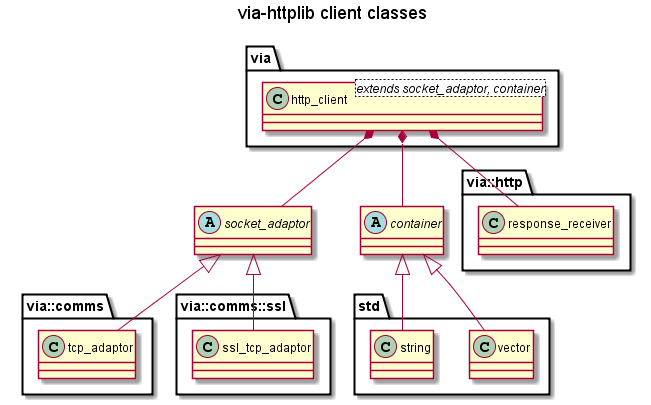 via-httplib client classes
via
C http_client
extends socket_adaptor, container
via::http
A socket_adaptor
A container
C response_receiver
via::comms
via::comms::ssl
std
C tcp_adaptor
C ssl_tcp_adaptor
C string
C vector